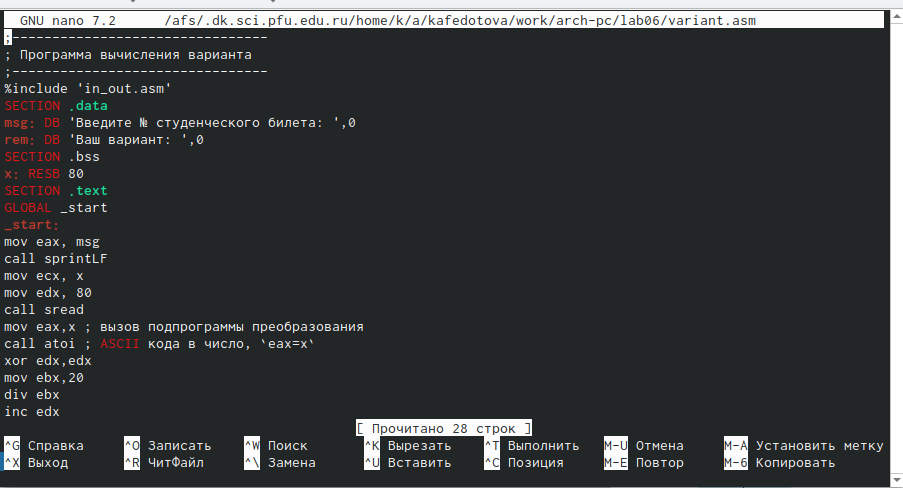 GNU nano 7.2 /afs/.dk.sci.pfu.edu.ru/home/k/a/kafedotova/work/arch-pc/lab06/variant.asm
;--------------------------------
; Программа вычисления варианта
;--------------------------------
%include 'in_out.asm'
SECTION .data
msg: DB 'Введите № студенческого билета: ',0
rem: DB 'Ваш вариант: ',0
SECTION .bss
x: RESB 80
SECTION .text
GLOBAL _start
_start:
mov eax, msg
call sprintLF
mov ecx, x
mov edx, 80
call sread
mov eax,x ; вызов подпрограммы преобразования
call atoi ; ASCII кода в число, `eax=x`
xor edx,edx
mov ebx,20
div ebx
inc edx
[ Прочитано 28 строк ]
^G Справка ^O Записать ^W Поиск ^K Вырезать ^T Выполнить M-U Отмена M-A Установить метку
^X Выход ^R ЧитФайл ^\ Замена ^U Вставить ^C Позиция M-E Повтор M-6 Копировать